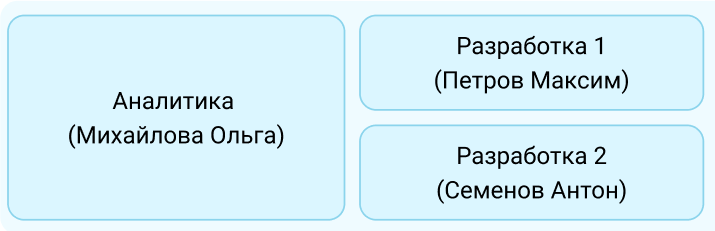 Аналитика
(Михайлова Ольга)
Разработка 1
(Петров Максим)
Разработка 2
(Семенов Антон)